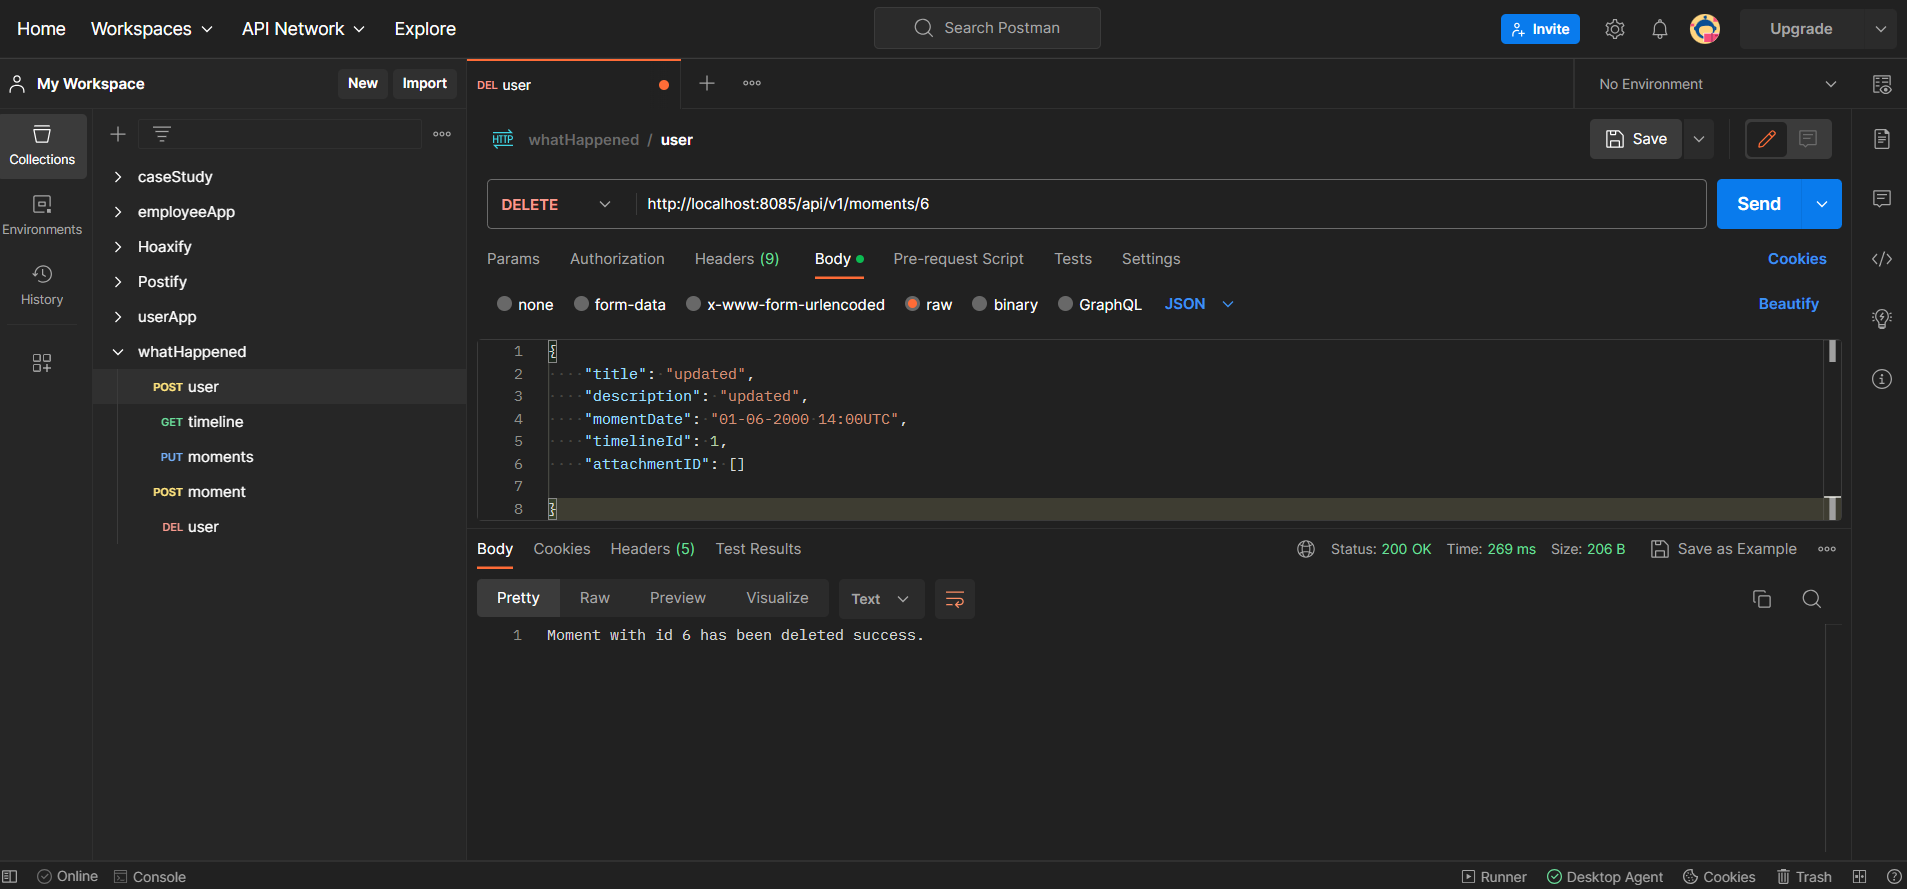 Home Workspaces API Network Explore Search Postman Invite Upgrade
My Workspace New Import DEL user No Environment
Collections
Environments
History
caseStudy
employeeApp
Hoaxify
Postify
userApp
whatHappened
POST user
GET timeline
PUT moments
POST moment
DEL user
HTTP whatHappened / user Save
DELETE http://localhost:8085/api/v1/moments/6 Send
Params Authorization Headers (9) Body Pre-request Script Tests Settings Cookies
none form-data x-www-form-urlencoded raw binary GraphQL JSON Beautify
1 {
2 "title": "updated",
3 "description": "updated",
4 "momentDate": "01-06-2000 14:00UTC",
5 "timelineId": 1,
6 "attachmentID": []
7
8 }
Body Cookies Headers (5) Test Results Status: 200 OK Time: 269 ms Size: 206 B Save as Example
Pretty Raw Preview Visualize Text
1 Moment with id 6 has been deleted success.
Online Console Runner Desktop Agent Cookies Trash